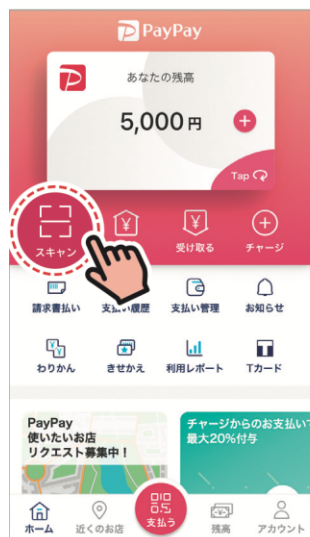 PayPay
あなたの残高
5,000 円
Tap
スキャン
受け取る
チャージ
請求書払い
支払い履歴
支払い管理
お知らせ
わりかん
きせかえ
利用レポート
Tカード
PayPay
使いたいお店
リクエスト募集中!
チャージからのお支払いで
最大20%付与
ホーム
近くのお店
支払う
残高
アカウント